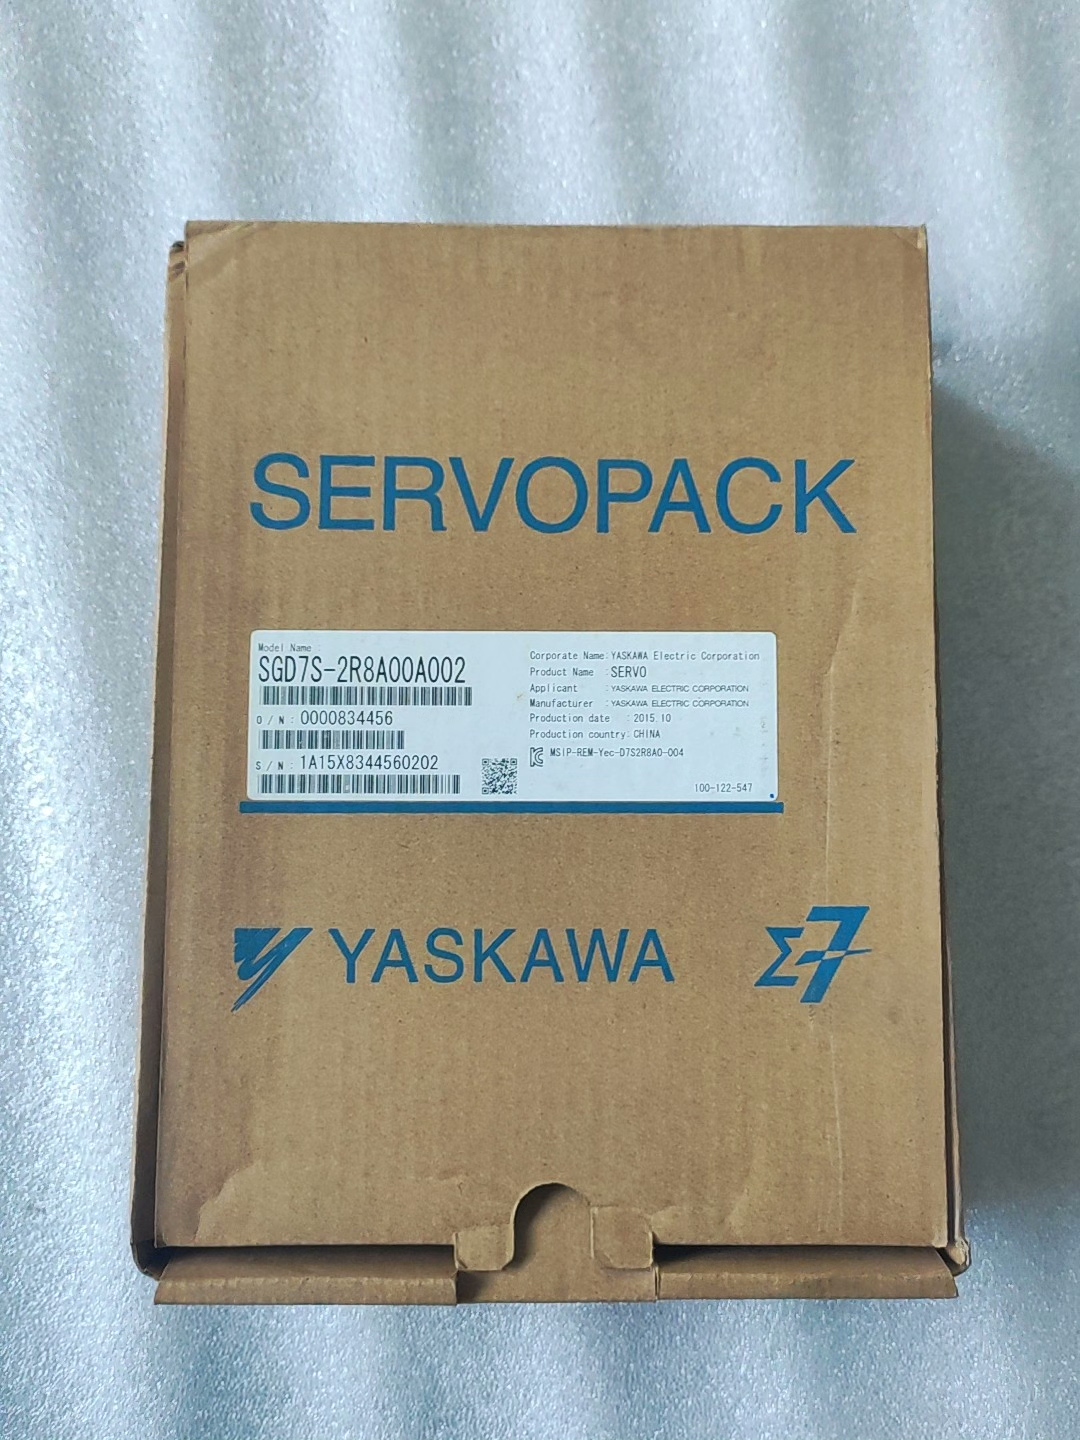 SERVOPACK
Model Name :
SGD7S-2R8A00A002
O/N: 0000834456
S/N: 1A15X8344560202
Corporate Name: YASKAWA Electric Corporation
Product Name : SERVO
Applicant : YASKAWA ELECTRIC CORPORATION
Manufacturer : YASKAWA ELECTRIC CORPORATION
Production date : 2015.10
Production country: CHINA
MSIP-REM-Yec-D7S2R8A0-004
100-122-547
YASKAWA
Σ-7